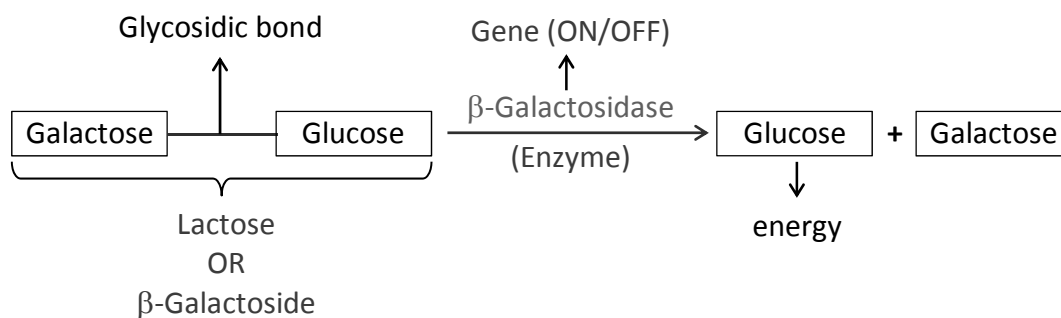 Glycosidic bond
Gene (ON/OFF)
β-Galactosidase
(Enzyme)
Galactose
Glucose
Glucose
+
Galactose
Lactose
OR
β-Galactoside
energy